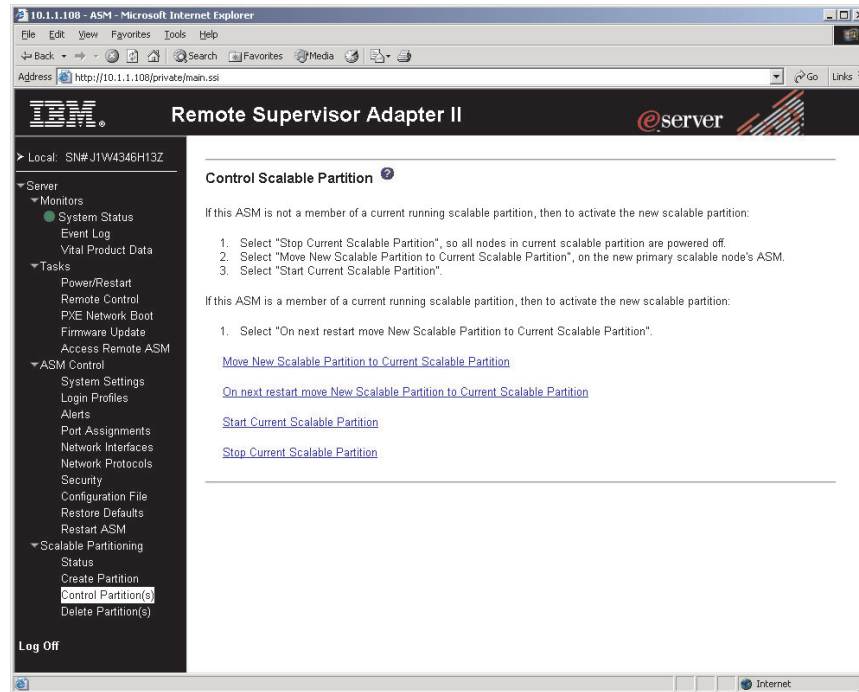 10.1.1.108 - ASM - Microsoft Internet Explorer
File Edit View Favorites Tools Help
Back Search Favorites Media
Address http://10.1.1.108/private/main.ssi Go Links
IBM. Remote Supervisor Adapter II e server
Local: SN# J1W4346H13Z
Server
Monitors
System Status
Event Log
Vital Product Data
Tasks
Power/Restart
Remote Control
PXE Network Boot
Firmware Update
Access Remote ASM
ASM Control
System Settings
Login Profiles
Alerts
Port Assignments
Network Interfaces
Network Protocols
Security
Configuration File
Restore Defaults
Restart ASM
Scalable Partitioning
Status
Create Partition
Control Partition(s)
Delete Partition(s)
Log Off
Control Scalable Partition ?
If this ASM is not a member of a current running scalable partition, then to activate the new scalable partition:
1. Select "Stop Current Scalable Partition", so all nodes in current scalable partition are powered off.
2. Select "Move New Scalable Partition to Current Scalable Partition", on the new primary scalable node's ASM.
3. Select "Start Current Scalable Partition".
If this ASM is a member of a current running scalable partition, then to activate the new scalable partition:
1. Select "On next restart move New Scalable Partition to Current Scalable Partition".
Move New Scalable Partition to Current Scalable Partition
On next restart move New Scalable Partition to Current Scalable Partition
Start Current Scalable Partition
Stop Current Scalable Partition
Internet